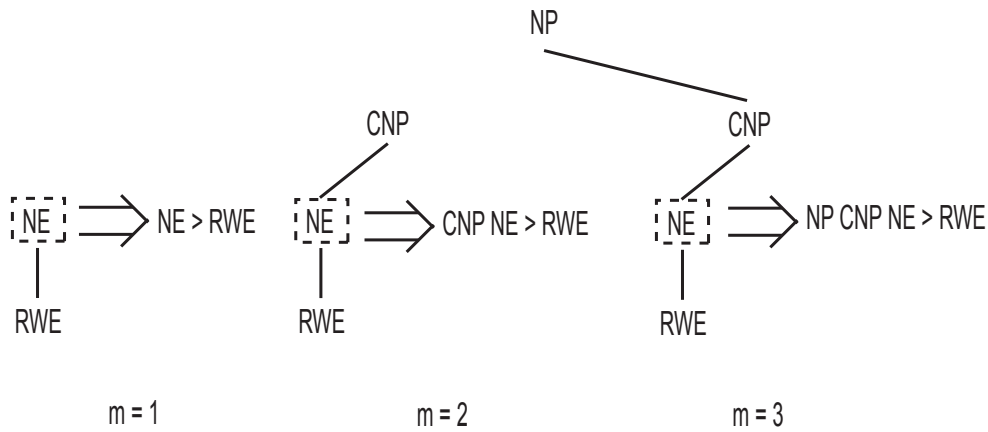 NP
CNP
CNP
NE
NE > RWE
NE
CNP NE > RWE
NE
NP CNP NE > RWE
RWE
RWE
RWE
m = 1
m = 2
m = 3